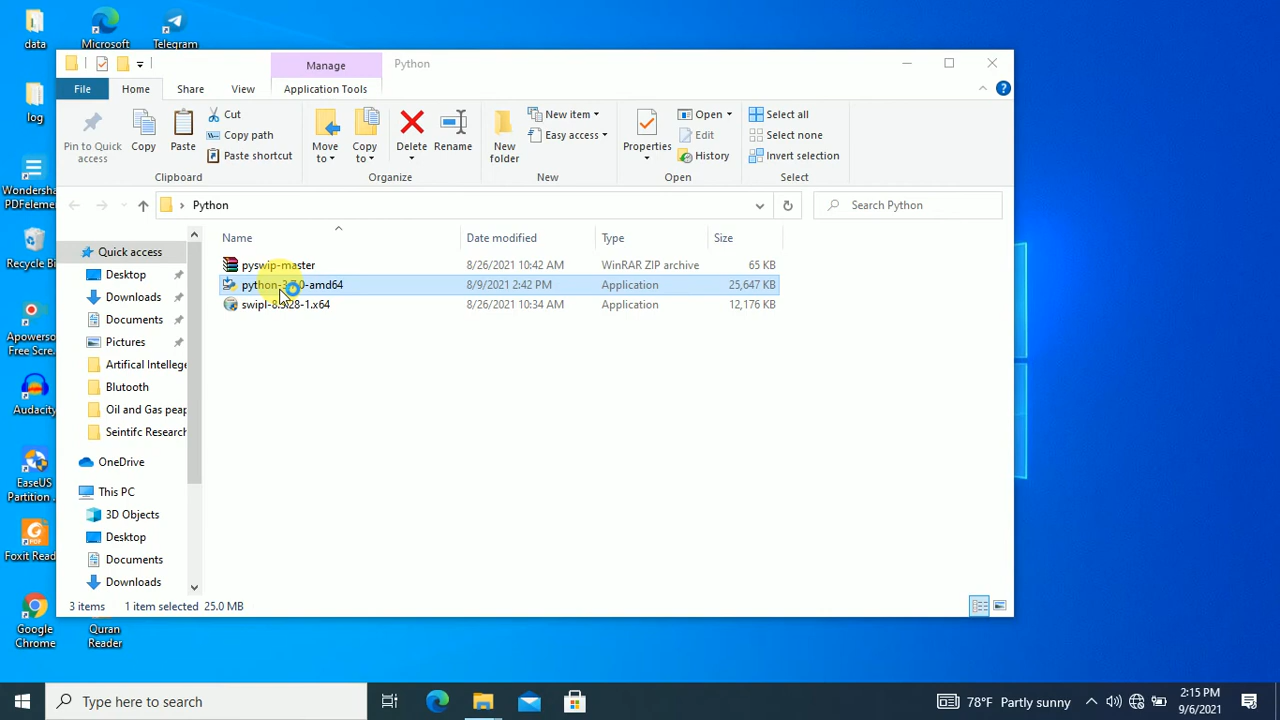 data
Microsoft
Telegram
log
Wondersha
PDFelemer
Recycle Bi
Apowerso
Free Scre.
Audacity
EaseUS
Partition ..
Foxit Read
Google
Chrome
Quran
Reader
Manage
Python
File
Home
Share
View
Application Tools
Pin to Quick
access
Copy
Paste
Cut
Copy path
Paste shortcut
Clipboard
Move
to
Copy
to
Delete
Rename
Organize
New
folder
New item
Easy access
New
Properties
Open
Edit
History
Open
Select all
Select none
Invert selection
Select
Python
Search Python
Name
Date modified
Type
Size
pyswip-master 8/26/2021 10:42 AM WinRAR ZIP archive 65 KB
8/9/2021 2:42 PM Application 25,647 KB
8/26/2021 10:34 AM Application 12,176 KB
Quick access
Desktop
Downloads
Documents
Pictures
Artifical Intellege
Blutooth
Oil and Gas peap
Seintifc Research
OneDrive
This PC
3D Objects
Desktop
Documents
Downloads
3 items 1 item selected 25.0 MB
Type here to search
78°F Partly sunny
2:15 PM
9/6/2021